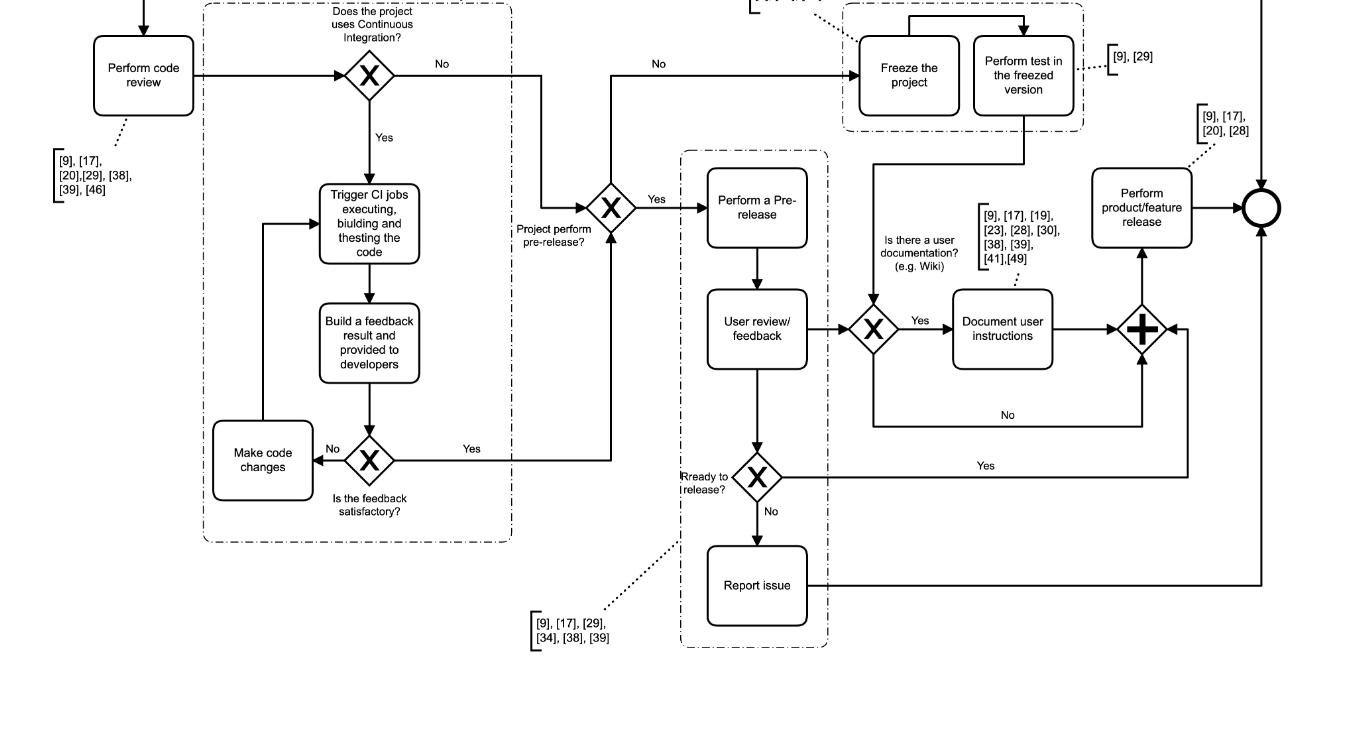 Does the project
uses Continuous
Integration?
Perform code
review
X
No
Yes
[9], [17],
[20],[29], [38],
[39], [46]
Trigger CI jobs
executing,
biulding and
thesting the
code
Build a feedback
result and
provided to
developers
Make code
changes
No
X
Yes
Is the feedback
satisfactory?
No
X
Yes
Project perform
pre-release?
Freeze the
project
Perform test in
the freezed
version
[9], [29]
Perform a Pre-
release
User review/
feedback
Rready to
release?
X
Yes
No
Report issue
[9], [17], [29],
[34], [38], [39]
Is there a user
documentation?
(e.g. Wiki)
X
Yes
No
[9], [17], [19],
[23], [28], [30],
[38], [39],
[41],[49]
Document user
instructions
Perform
product/feature
release
[9], [17],
[20], [28]